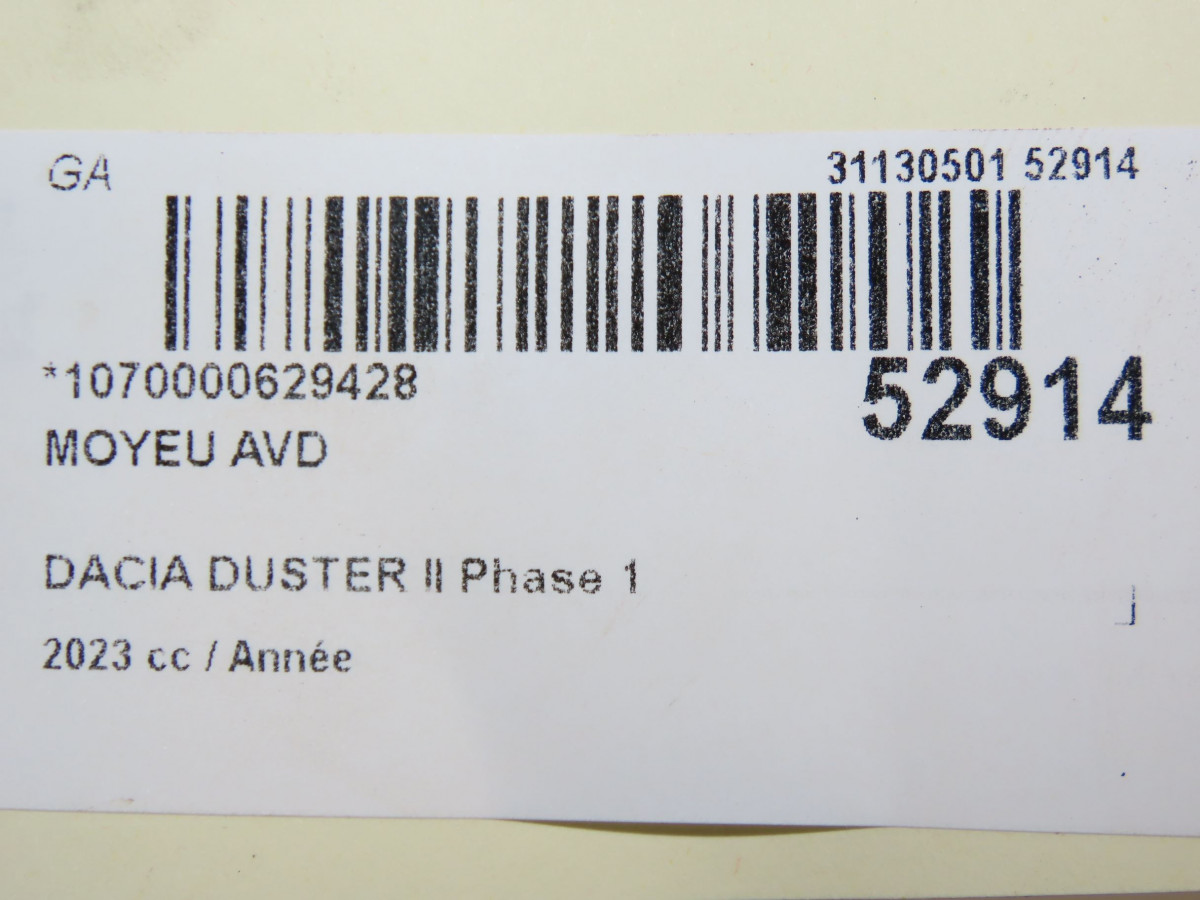 GA
31130501 52914
*1070000629428
52914
MOYEU AVD
DACIA DUSTER II Phase 1
2023 cc / Année